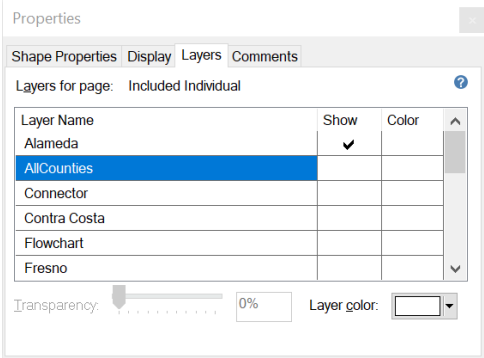 Properties
Shape Properties Display Layers Comments
Layers for page: Included Individual
Layer Name Show Color
Alameda
AllCounties
Connector
Contra Costa
Flowchart
Fresno
Transparency: 0% Layer color: